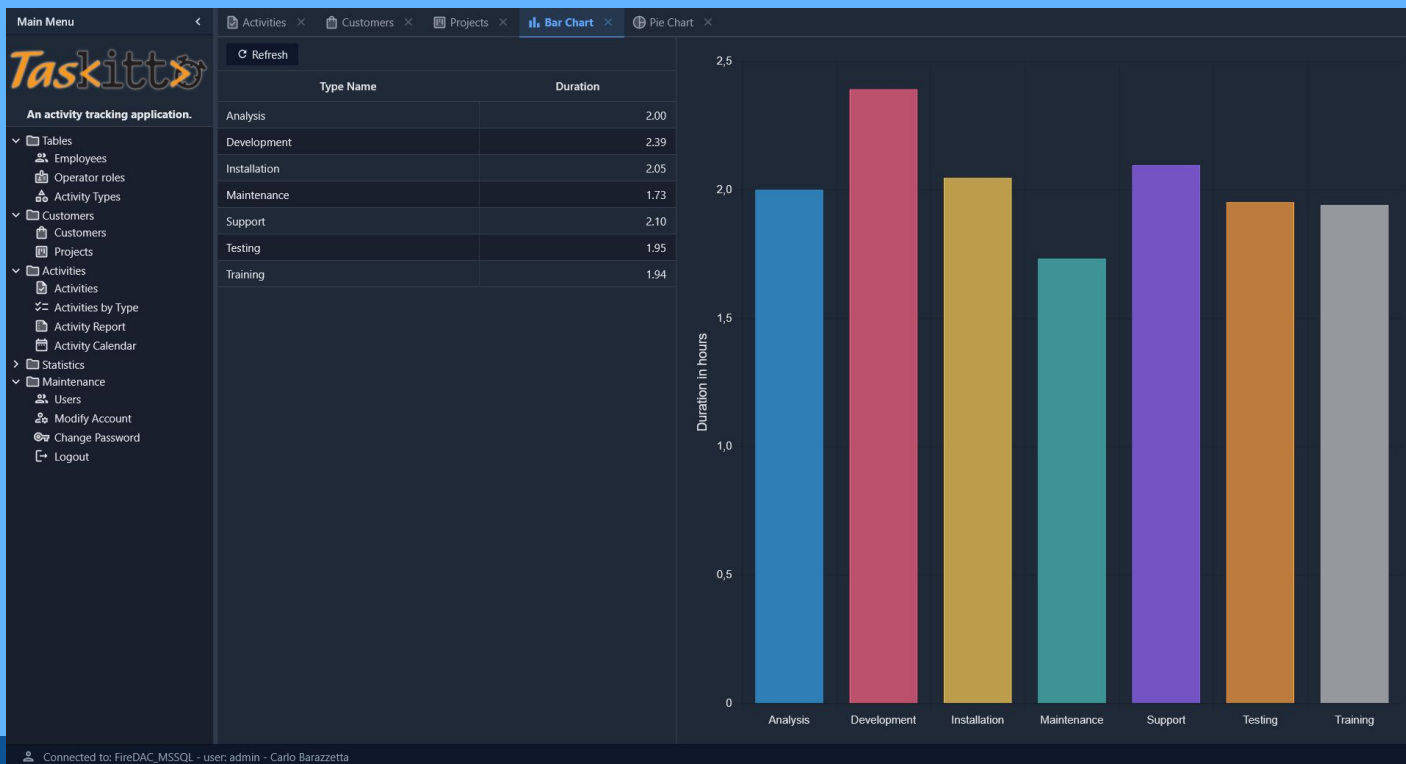 Main Menu
Activities
Customers
Projects
Bar Chart
Pie Chart
Taskitto
An activity tracking application.
Tables
Employees
Operator roles
Activity Types
Customers
Customers
Projects
Activities
Activities
Activities by Type
Activity Report
Activity Calendar
Statistics
Maintenance
Users
Modify Account
Change Password
Logout
Refresh
Type Name Duration
Analysis 2.00
Development 2.39
Installation 2.05
Maintenance 1.73
Support 2.10
Testing 1.95
Training 1.94
2,5
2,0
1,5
1,0
0,5
0
Duration in hours
Analysis Development Installation Maintenance Support Testing Training
Connected to: FireDAC_MSSQL - user: admin - Carlo Barazzetta